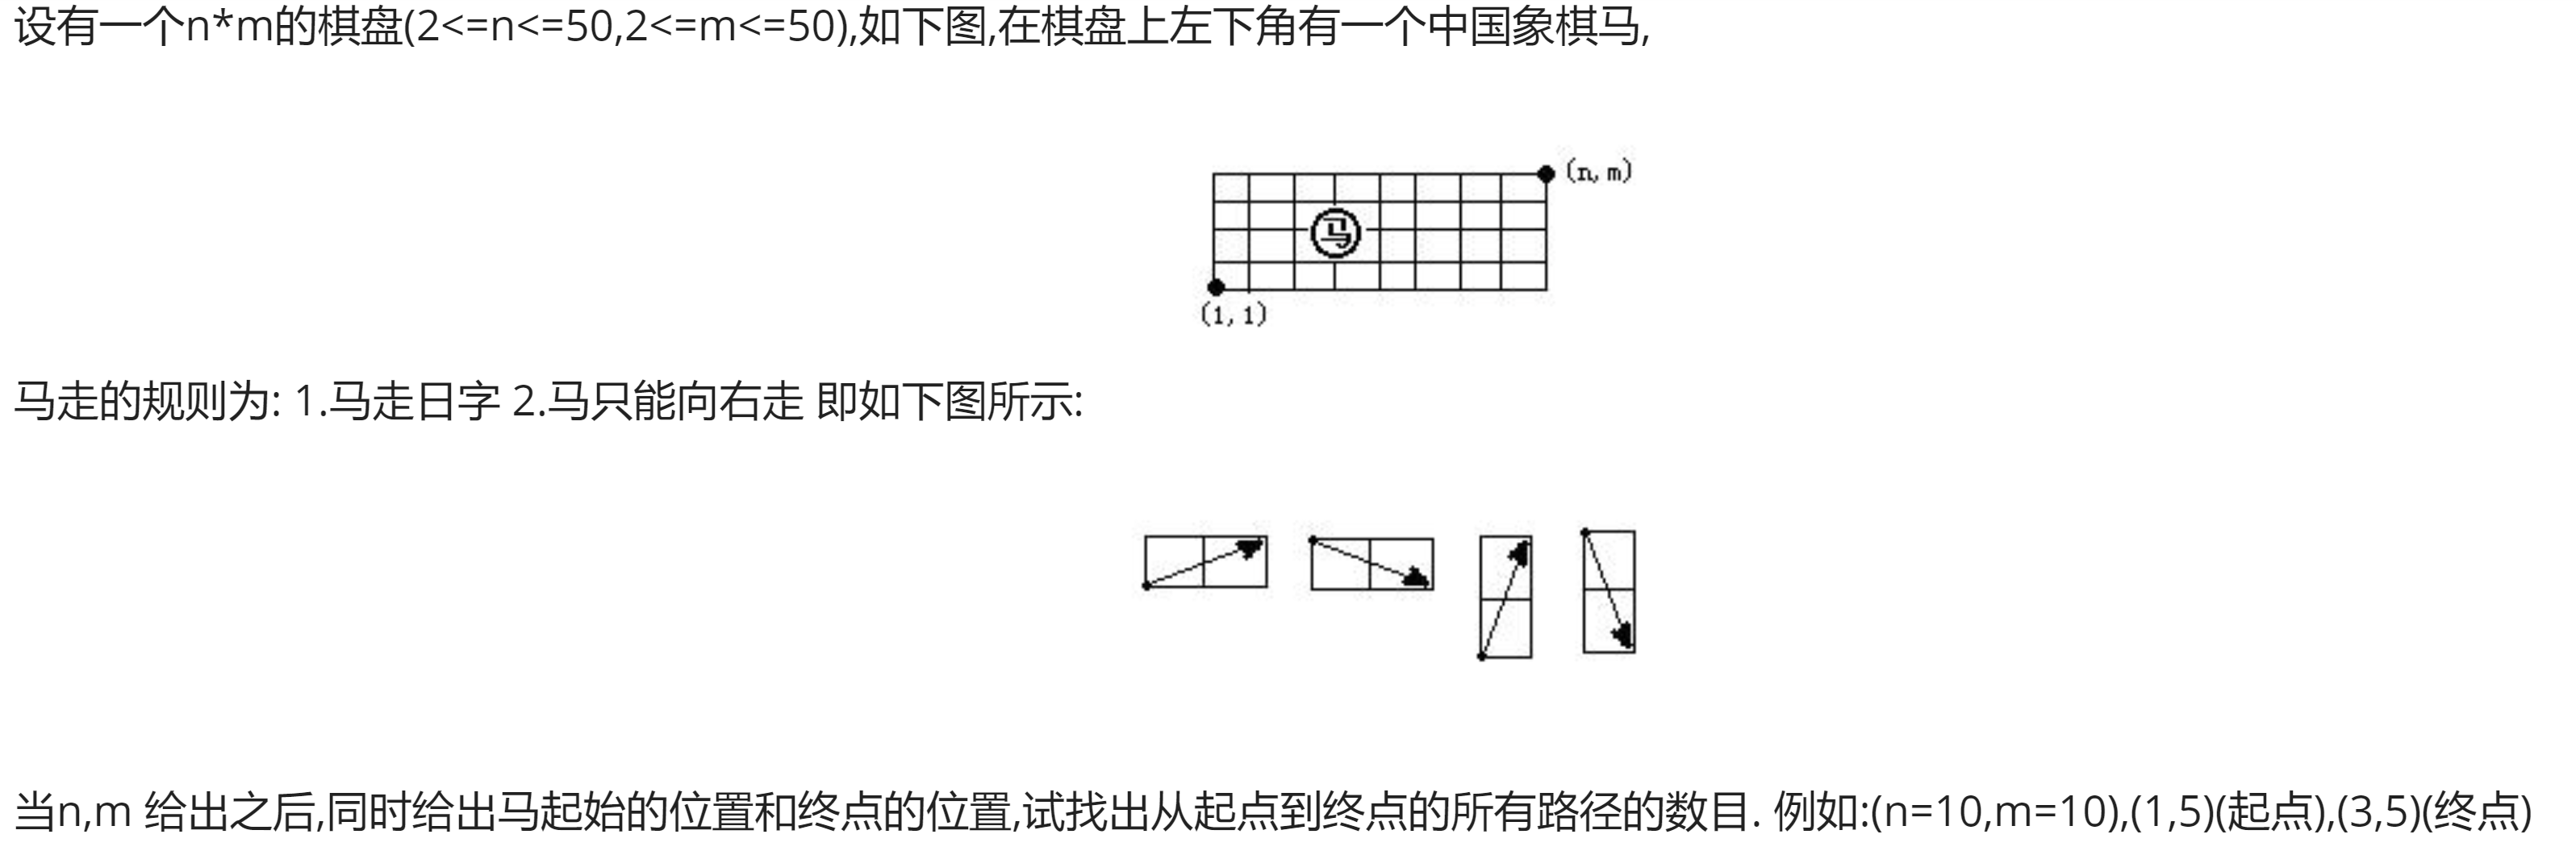 设有一个n*m的棋盘(2<=n<=50,2<=m<=50),如下图,在棋盘上左下角有一个中国象棋马,
(n,m)
马
(1,1)
马走的规则为: 1.马走日字 2.马只能向右走 即如下图所示:
当n,m 给出之后,同时给出马起始的位置和终点的位置,试找出从起点到终点的所有路径的数目. 例如:(n=10,m=10),(1,5)(起点),(3,5)(终点)